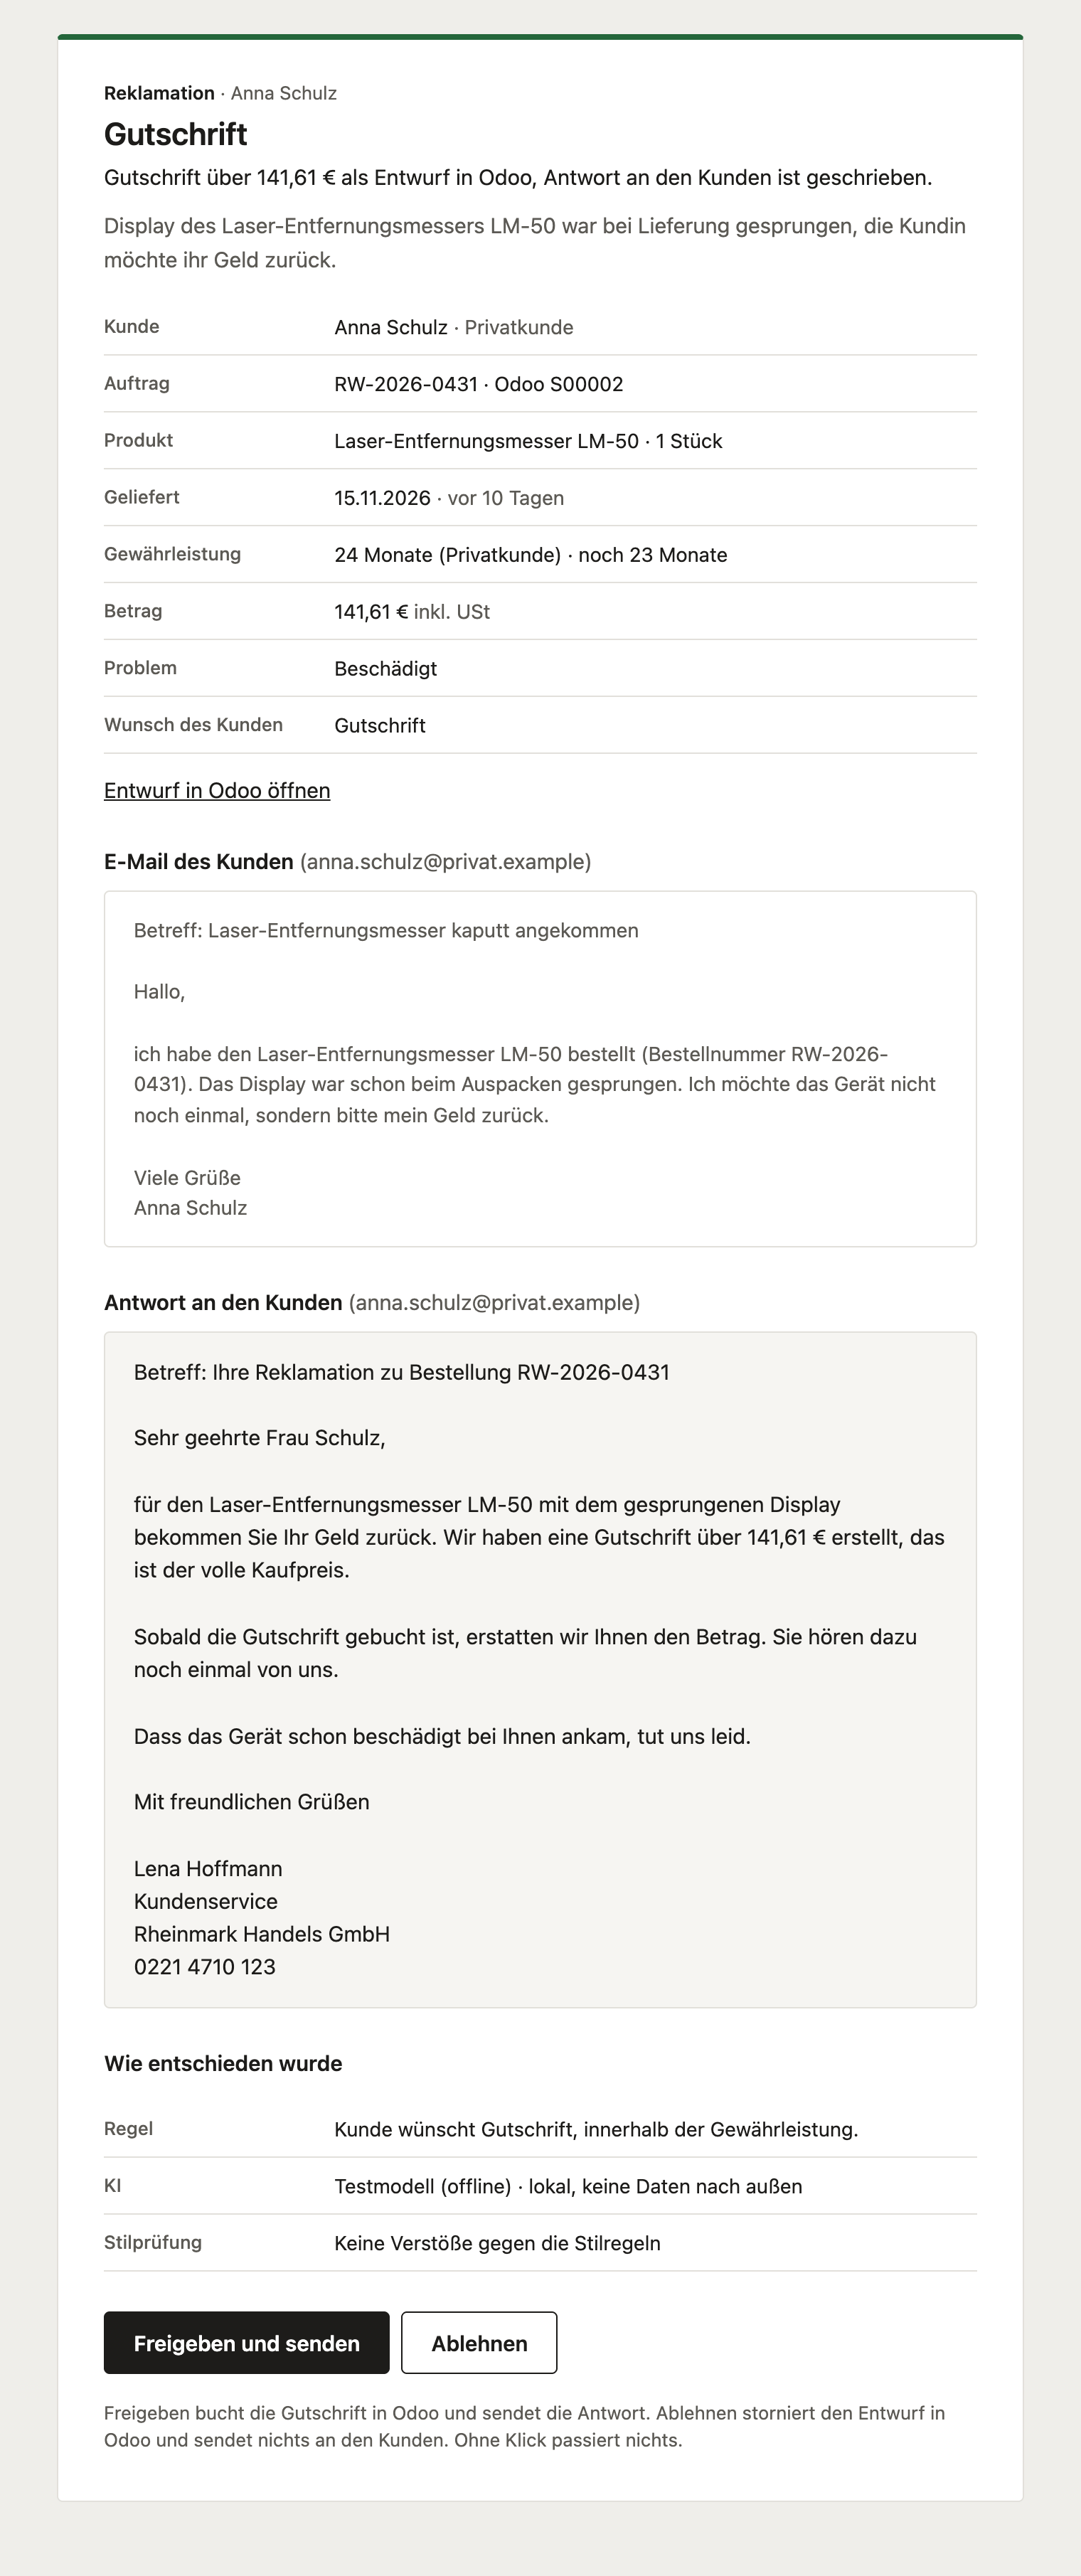 Reklamation · Anna Schulz
Gutschrift
Gutschrift über 141,61 € als Entwurf in Odoo, Antwort an den Kunden ist geschrieben.
Display des Laser-Entfernungsmessers LM-50 war bei Lieferung gesprungen, die Kundin
möchte ihr Geld zurück.
Kunde Anna Schulz · Privatkunde
Auftrag RW-2026-0431 · Odoo S00002
Produkt Laser-Entfernungsmesser LM-50 · 1 Stück
Geliefert 15.11.2026 · vor 10 Tagen
Gewährleistung 24 Monate (Privatkunde) · noch 23 Monate
Betrag 141,61 € inkl. USt
Problem Beschädigt
Wunsch des Kunden Gutschrift
Entwurf in Odoo öffnen
E-Mail des Kunden (anna.schulz@privat.example)
Betreff: Laser-Entfernungsmesser kaputt angekommen
Hallo,
ich habe den Laser-Entfernungsmesser LM-50 bestellt (Bestellnummer RW-2026-
0431). Das Display war schon beim Auspacken gesprungen. Ich möchte das Gerät nicht
noch einmal, sondern bitte mein Geld zurück.
Viele Grüße
Anna Schulz
Antwort an den Kunden (anna.schulz@privat.example)
Betreff: Ihre Reklamation zu Bestellung RW-2026-0431
Sehr geehrte Frau Schulz,
für den Laser-Entfernungsmesser LM-50 mit dem gesprungenen Display
bekommen Sie Ihr Geld zurück. Wir haben eine Gutschrift über 141,61 € erstellt, das
ist der volle Kaufpreis.
Sobald die Gutschrift gebucht ist, erstatten wir Ihnen den Betrag. Sie hören dazu
noch einmal von uns.
Dass das Gerät schon beschädigt bei Ihnen ankam, tut uns leid.
Mit freundlichen Grüßen
Lena Hoffmann
Kundenservice
Rheinmark Handels GmbH
0221 4710 123
Wie entschieden wurde
Regel Kunde wünscht Gutschrift, innerhalb der Gewährleistung.
KI Testmodell (offline) · lokal, keine Daten nach außen
Stilprüfung Keine Verstöße gegen die Stilregeln
Freigeben und senden Ablehnen
Freigeben bucht die Gutschrift in Odoo und sendet die Antwort. Ablehnen storniert den Entwurf in
Odoo und sendet nichts an den Kunden. Ohne Klick passiert nichts.